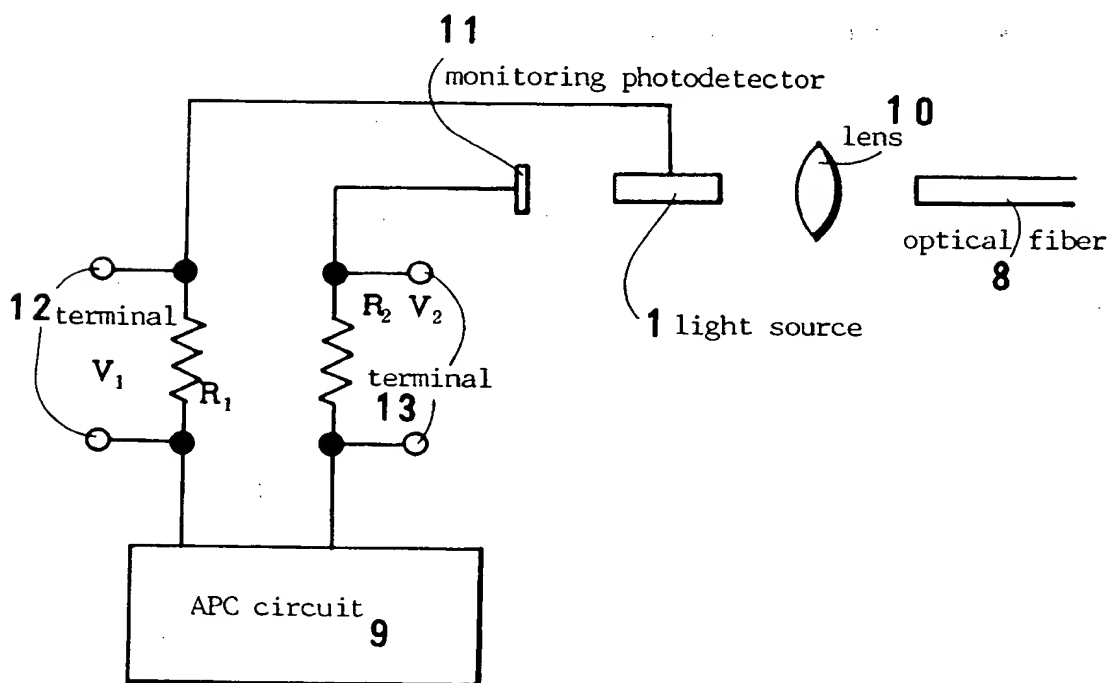 11
monitoring photodetector
10
lens
optical fiber
8
12 terminal
V₁
R₁
R₂ V₂
terminal
13
1 light source
APC circuit
9